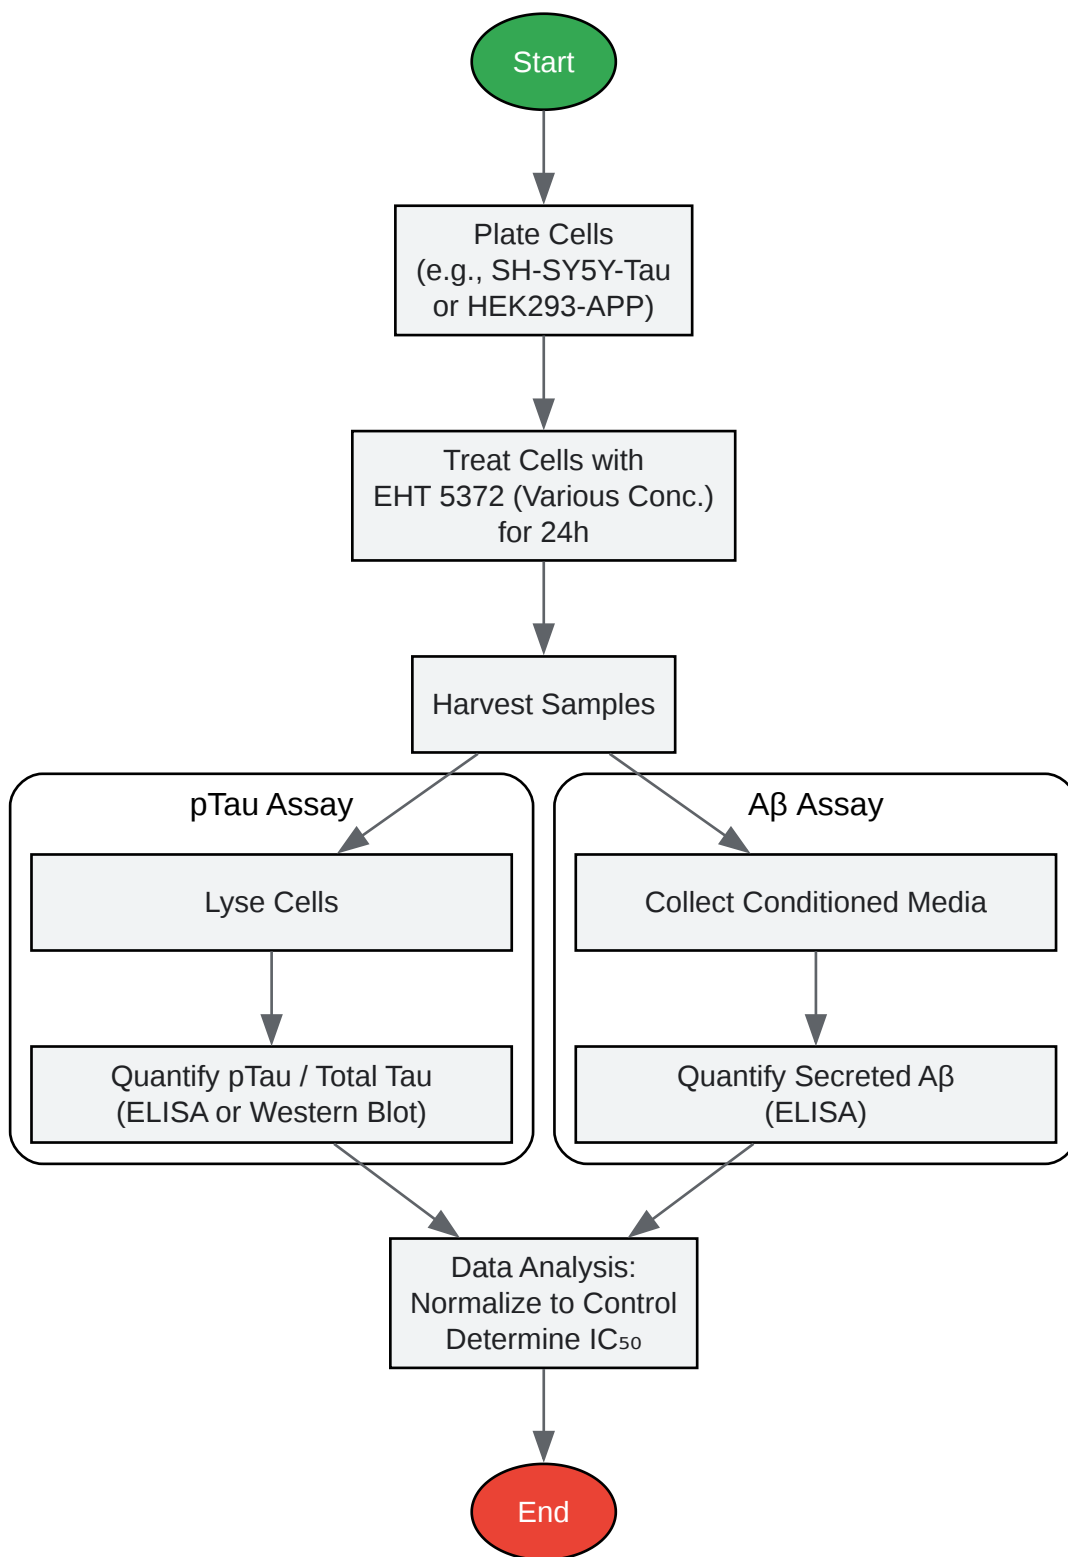 Start
Plate Cells
(e.g., SH-SY5Y-Tau
or HEK293-APP)
Treat Cells with
EHT 5372 (Various Conc.)
for 24h
Harvest Samples
pTau Assay
Lyse Cells
Quantify pTau / Total Tau
(ELISA or Western Blot)
Aβ Assay
Collect Conditioned Media
Quantify Secreted Aβ
(ELISA)
Data Analysis:
Normalize to Control
Determine IC₅₀
End